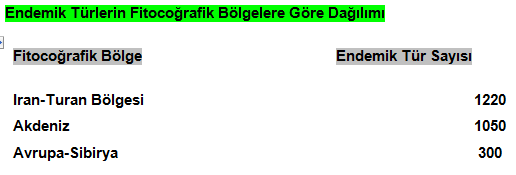 Endemik Türlerin Fitocoğrafik Bölgelere Göre Dağılımı
Fitocoğrafik Bölge Endemik Tür Sayısı
Iran-Turan Bölgesi 1220
Akdeniz 1050
Avrupa-Sibirya 300